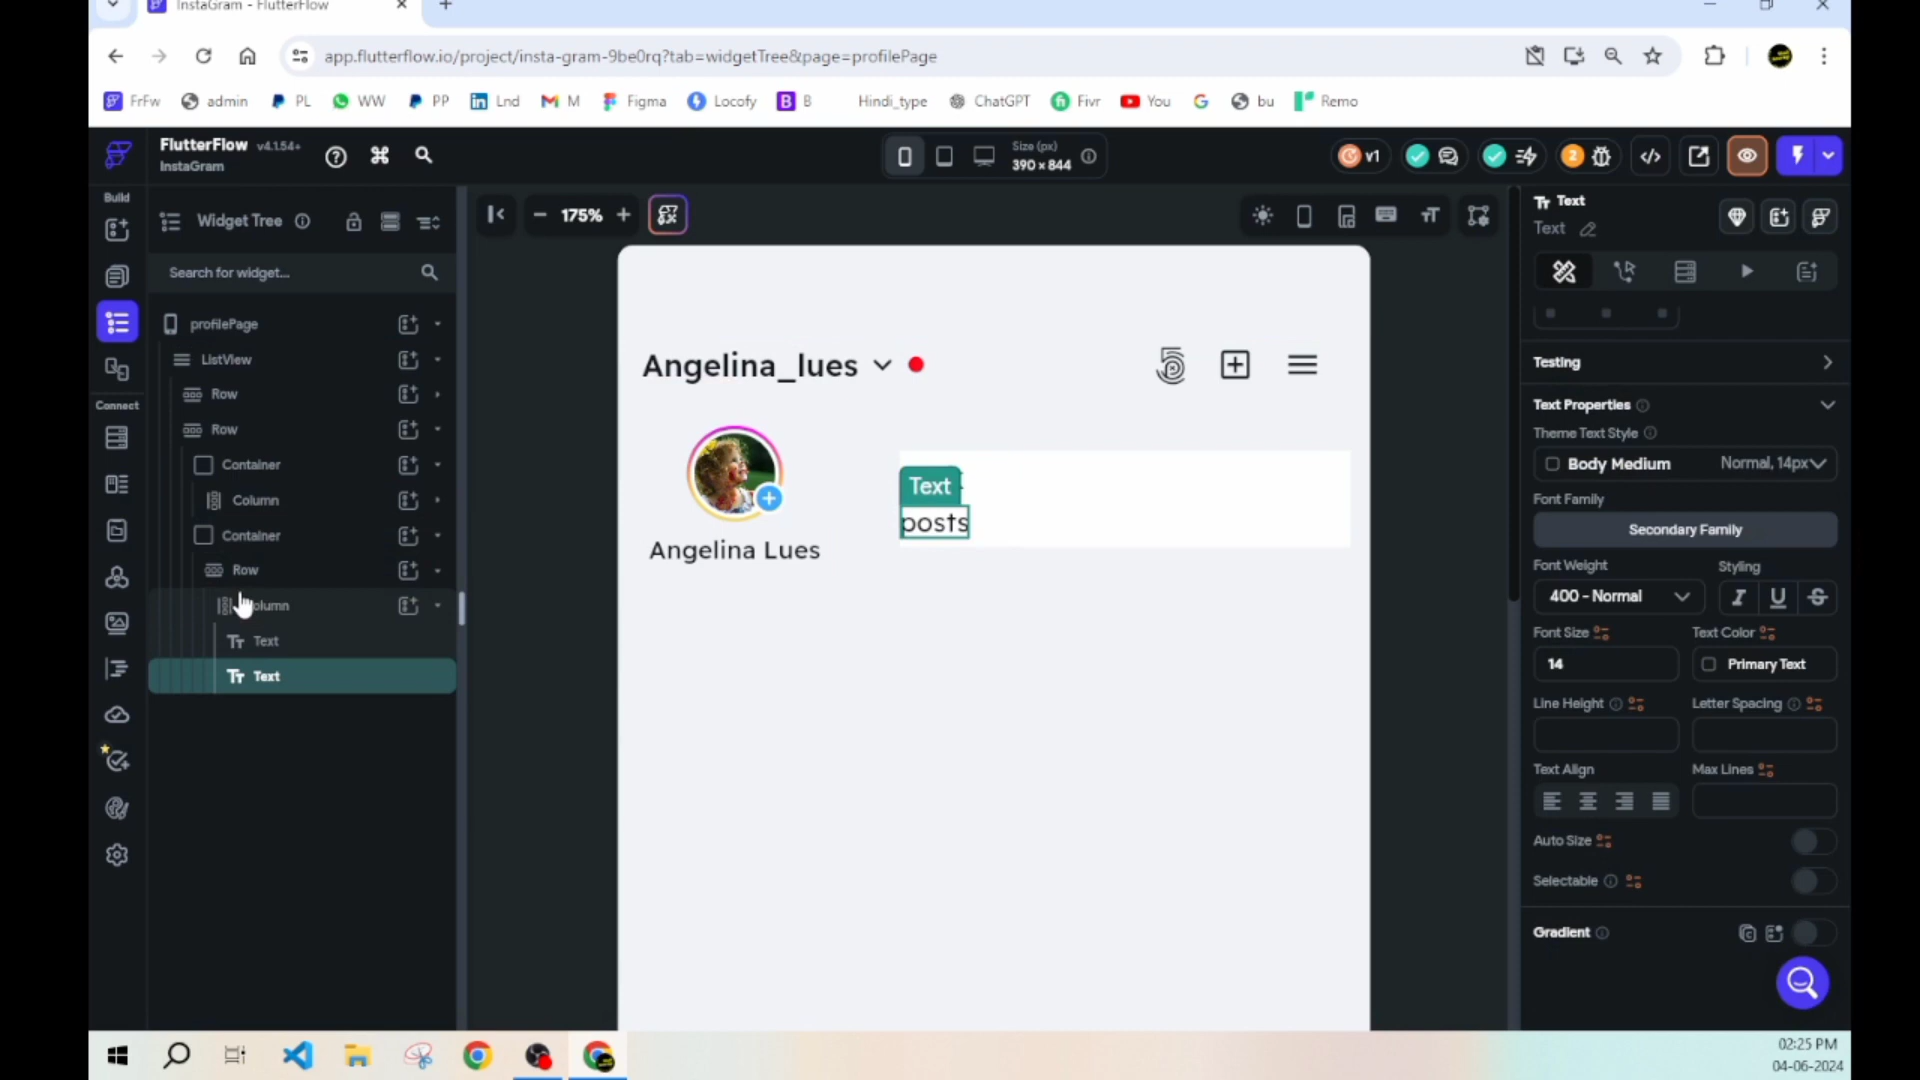 InstaGram - FlutterFlow
app.flutterflow.io/project/insta-gram-9be0rq?tab=widgetTree&page=profilePage
FrFw
admin
PL
WW
PP
Lnd
M
Figma
Locofy
B
Hindi_type
ChatGPT
Fivr
You
bu
Remo
FlutterFlow v4.1.54+
InstaGram
Size (px)
390 × 844
v1
2
Build
Connect
Widget Tree
Search for widget...
profilePage
ListView
Row
Row
Container
Column
Container
Row
Column
Text
Text
175%
Angelina_lues
Angelina Lues
Text
posts
Text
Text
Testing
Text Properties
Theme Text Style
Body Medium Normal, 14px
Font Family
Secondary Family
Font Weight Styling
400 - Normal
Font Size Text Color
14 Primary Text
Line Height Letter Spacing
Text Align Max Lines
Auto Size
Selectable
Gradient
02:25 PM
04-06-2024